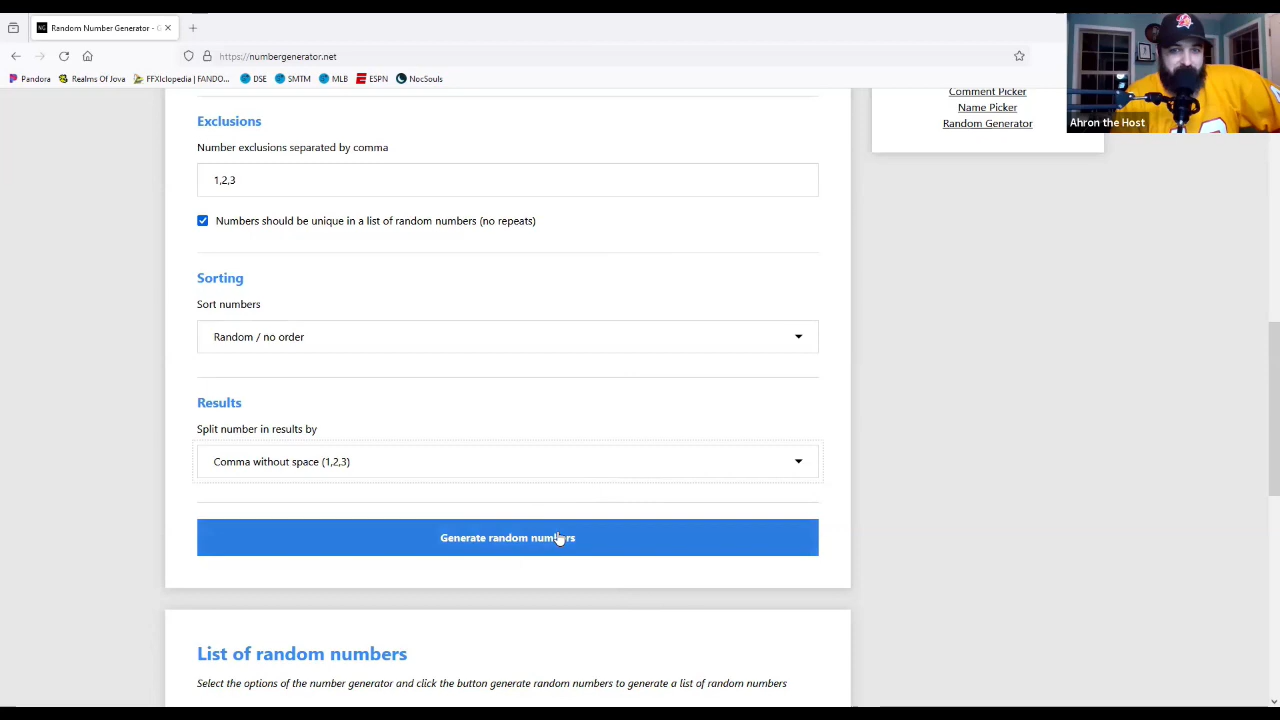 Random Number Generator - G
https://numbergenerator.net
Pandora
Realms Of Jova
FFXIclopedia | FANDO...
DSE
SMTM
MLB
ESPN
NocSouls
Comment Picker
Name Picker
Random Generator
Ahron the Host
Exclusions
Number exclusions separated by comma
1,2,3
Numbers should be unique in a list of random numbers (no repeats)
Sorting
Sort numbers
Random / no order
Results
Split number in results by
Comma without space (1,2,3)
Generate random numbers
List of random numbers
Select the options of the number generator and click the button generate random numbers to generate a list of random numbers